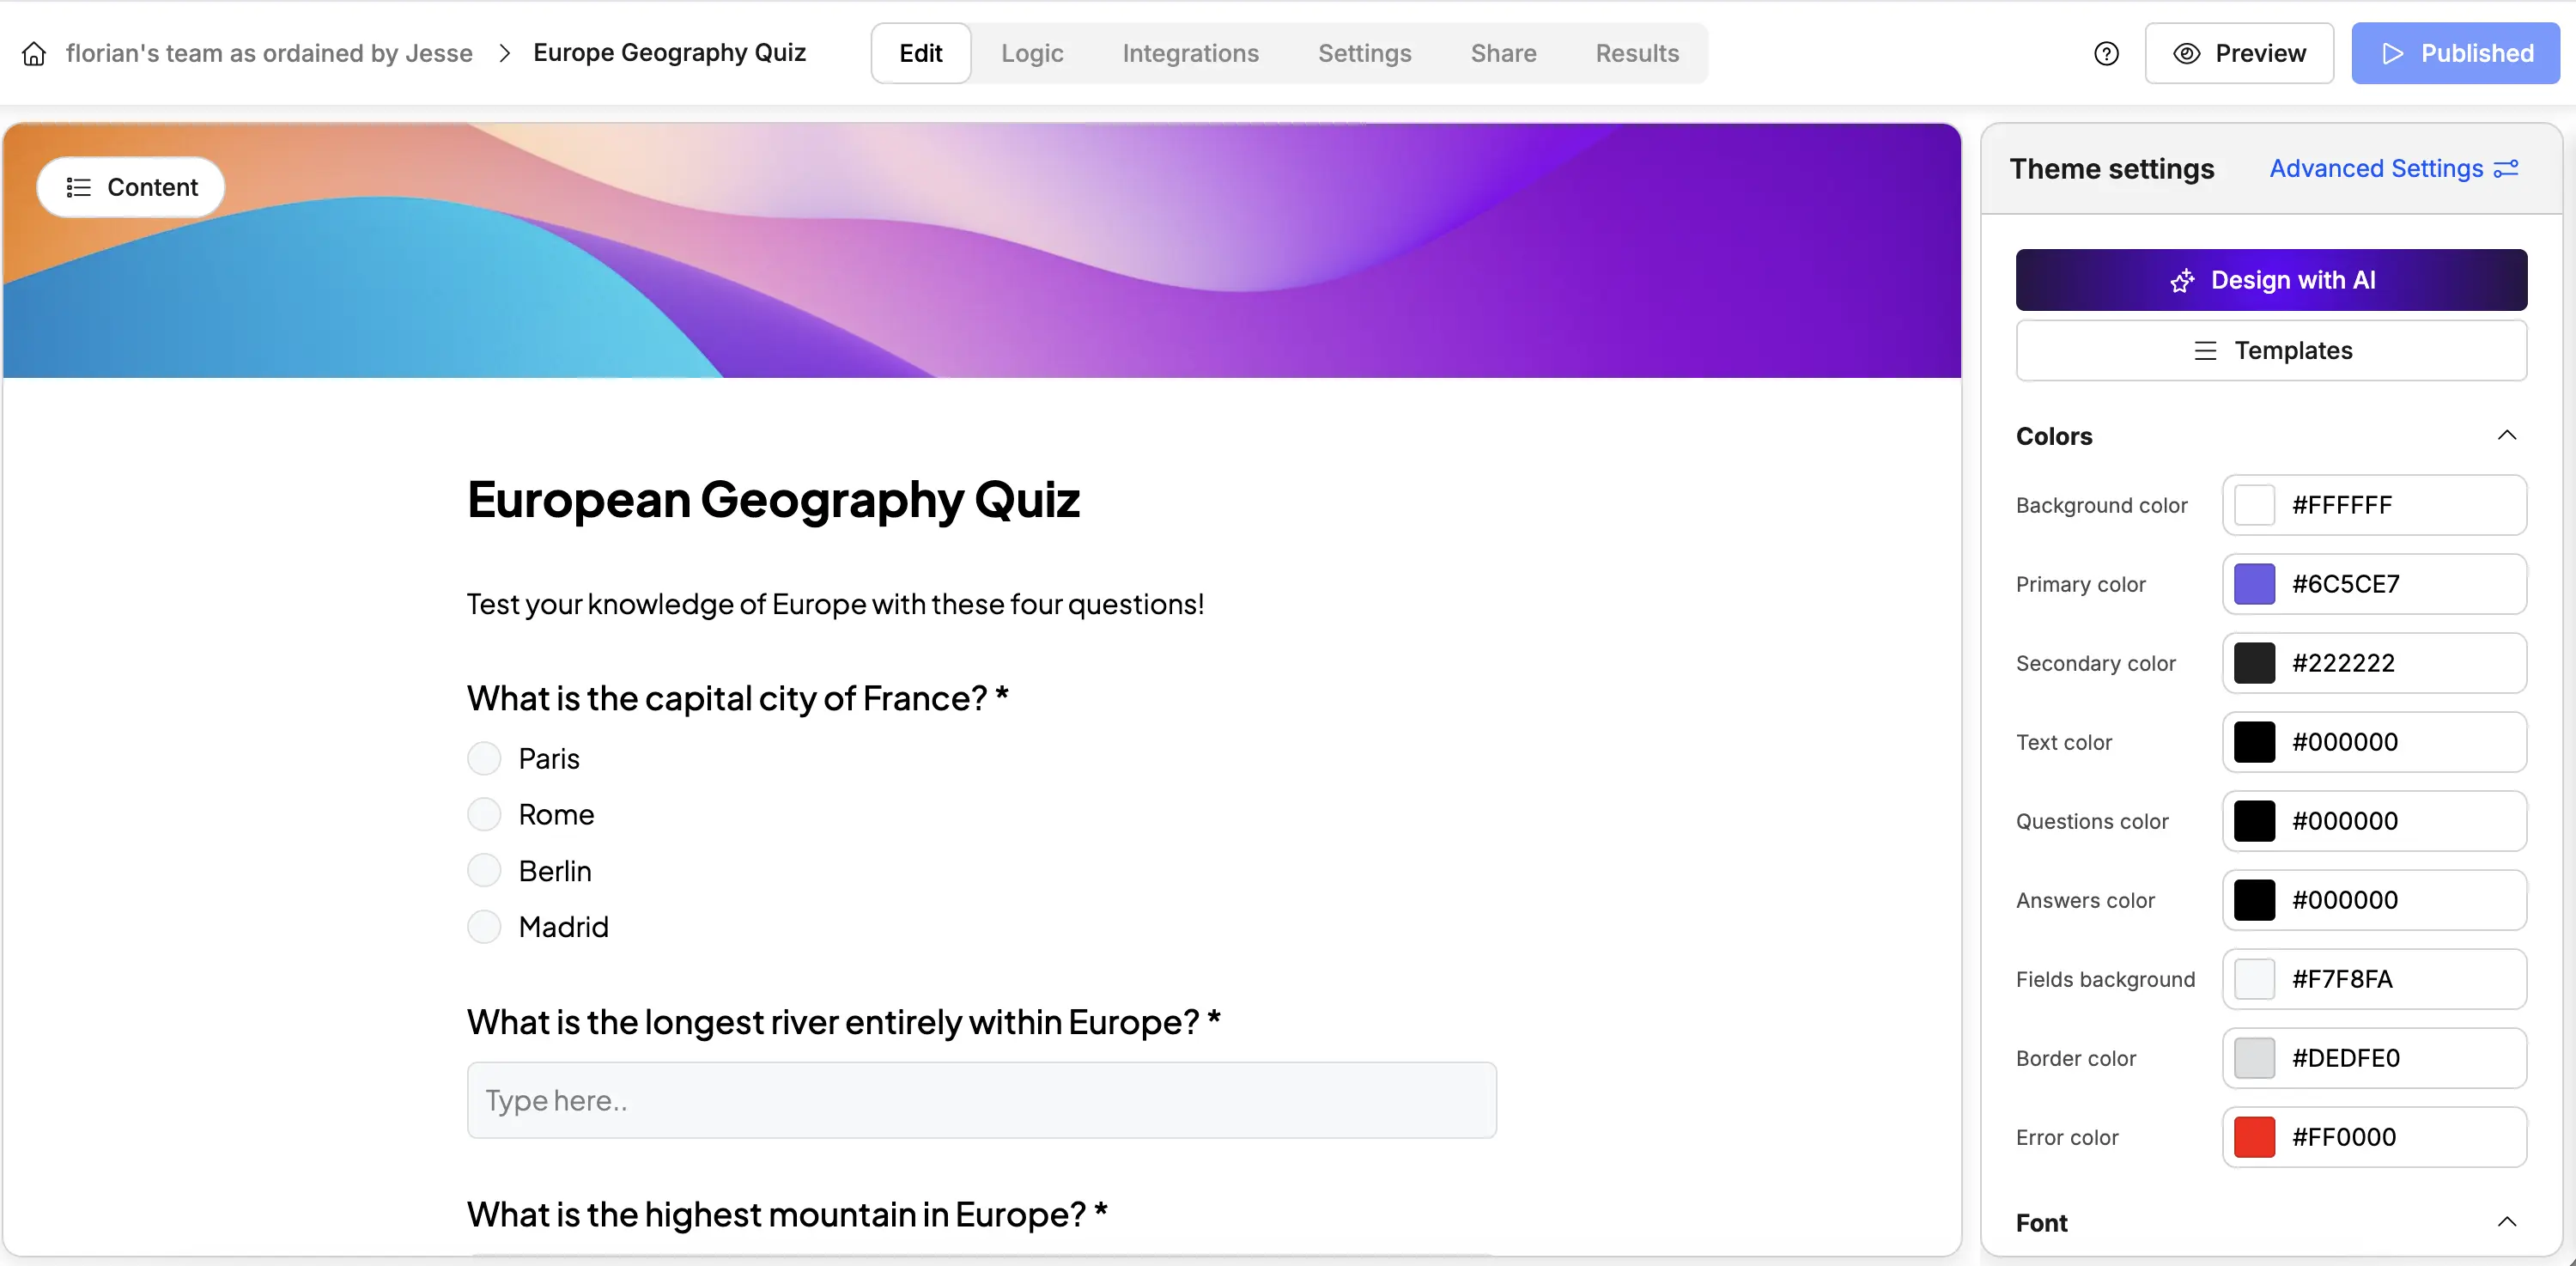 florian's team as ordained by Jesse > Europe Geography Quiz
Edit Logic Integrations Settings Share Results
Preview Published
Content
European Geography Quiz
Test your knowledge of Europe with these four questions!
What is the capital city of France? *
Paris
Rome
Berlin
Madrid
What is the longest river entirely within Europe? *
Type here..
What is the highest mountain in Europe? *
Theme settings Advanced Settings
Design with AI
Templates
Colors
Background color #FFFFFF
Primary color #6C5CE7
Secondary color #222222
Text color #000000
Questions color #000000
Answers color #000000
Fields background #F7F8FA
Border color #DEDFE0
Error color #FF0000
Font